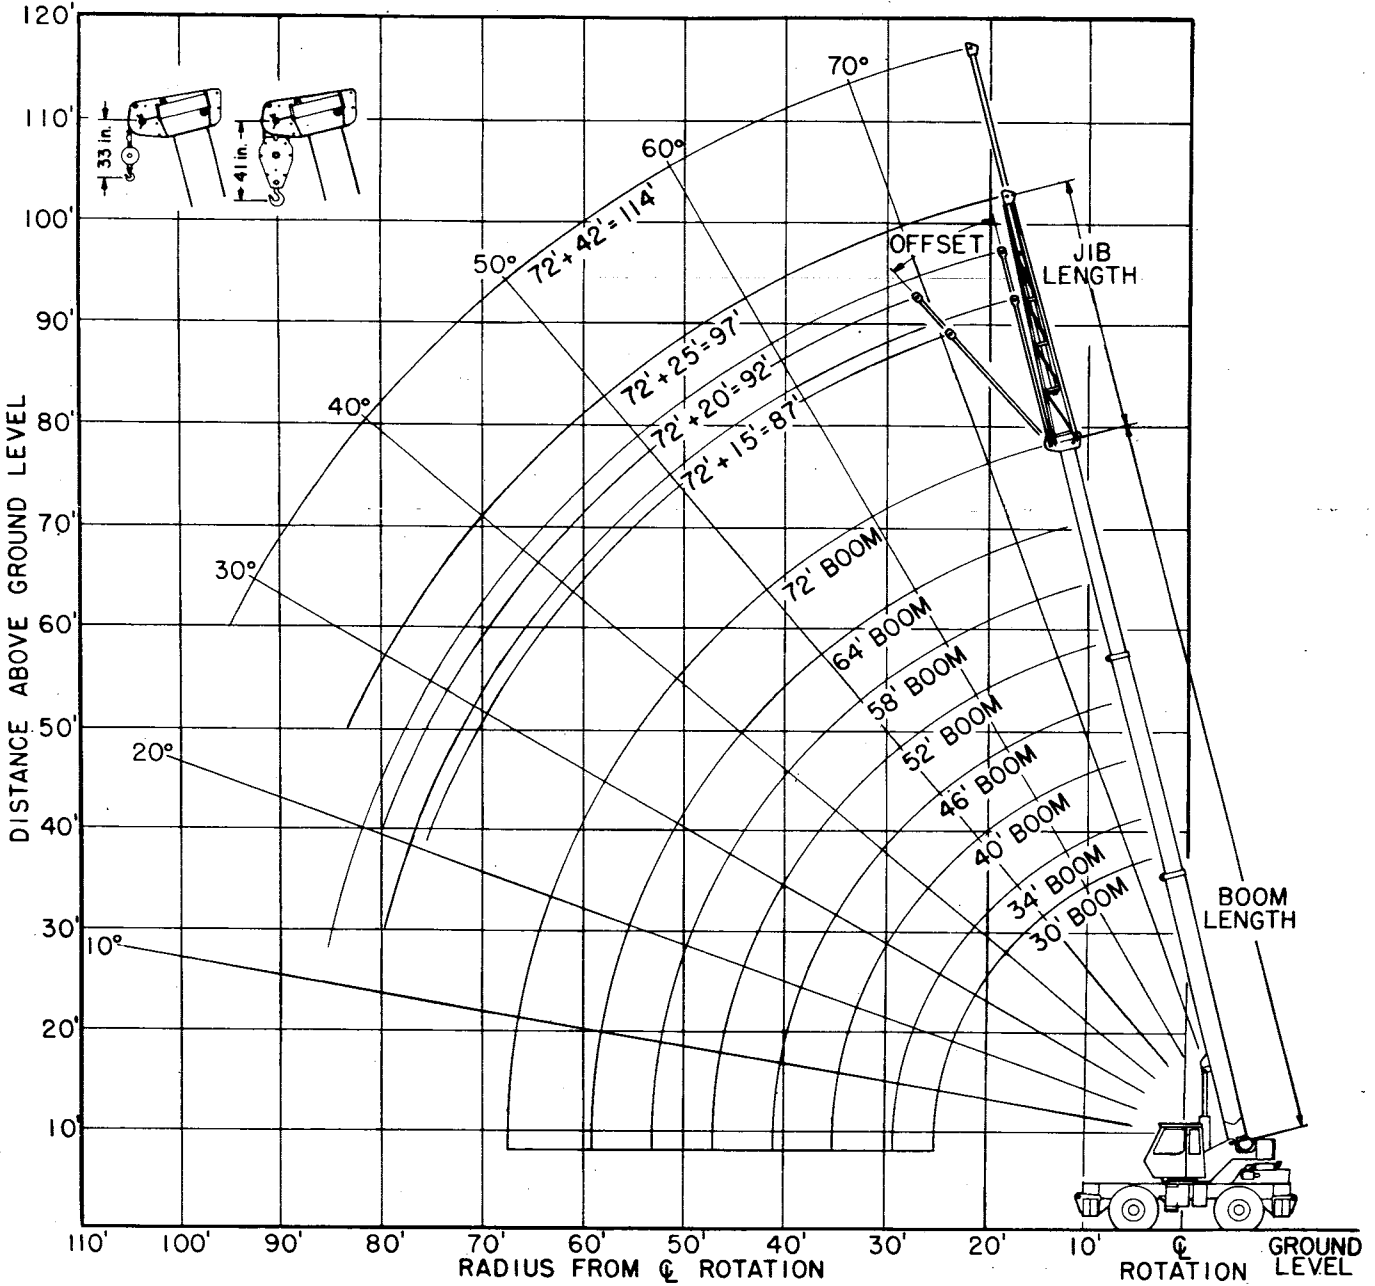 120'
110'
100'
90'
80'
70'
60'
50'
40'
30'
20'
10'
0'
DISTANCE ABOVE GROUND LEVEL
33 in.
41 in.
70°
60°
50°
40°
30°
20°
10°
72' + 42' = 114'
72' + 25' = 97'
72' + 20' = 92'
72' + 15' = 87'
OFFSET
JIB
LENGTH
72' BOOM
64' BOOM
58' BOOM
52' BOOM
46' BOOM
40' BOOM
34' BOOM
30' BOOM
BOOM
LENGTH
110' 100' 90' 80' 70' 60' 50' 40' 30' 20' 10' ℄
RADIUS FROM ℄ ROTATION
ROTATION
GROUND
LEVEL